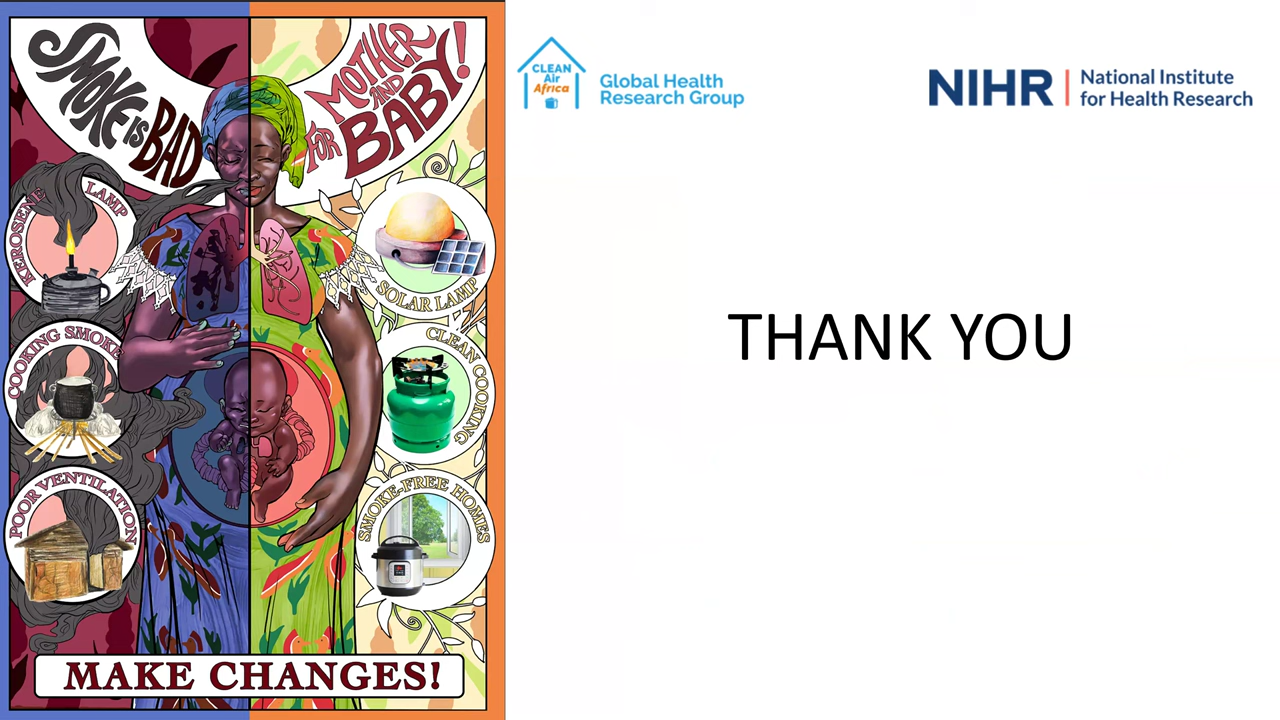 SMOKE IS BAD
FOR MOTHER AND BABY!
KEROSENE LAMP
COOKING SMOKE
POOR VENTILATION
SOLAR LAMP
CLEAN COOKING
SMOKE-FREE HOMES
MAKE CHANGES!
CLEAN
Air
Africa
Global Health
Research Group
NIHR
National Institute
for Health Research
THANK YOU